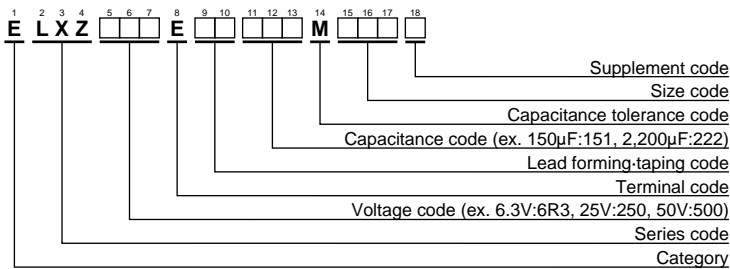 1 2 3 4 5 6 7 8 9 10 11 12 13 14 15 16 17 18
E L X Z E M
Supplement code
Size code
Capacitance tolerance code
Capacitance code (ex. 150µF:151, 2,200µF:222)
Lead forming·taping code
Terminal code
Voltage code (ex. 6.3V:6R3, 25V:250, 50V:500)
Series code
Category